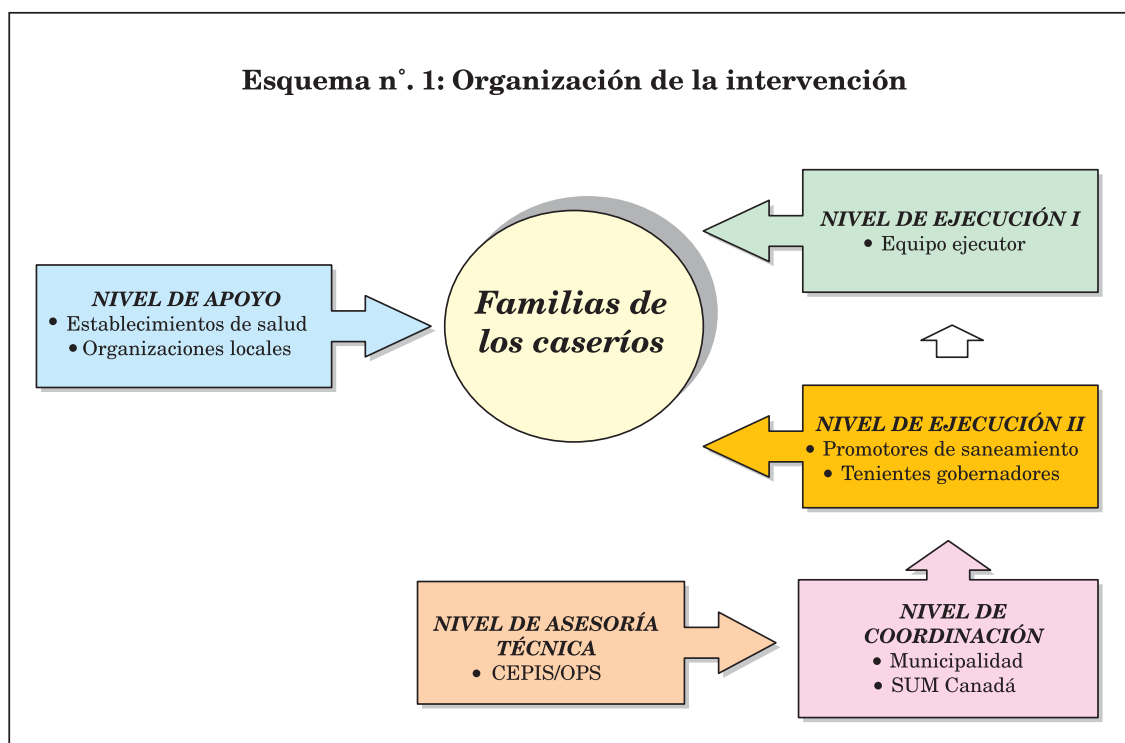 Esquema n°. 1: Organización de la intervención
NIVEL DE APOYO
• Establecimientos de salud
• Organizaciones locales
Familias de
los caseríos
NIVEL DE EJECUCIÓN I
• Equipo ejecutor
NIVEL DE EJECUCIÓN II
• Promotores de saneamiento
• Tenientes gobernadores
NIVEL DE ASESORÍA
TÉCNICA
• CEPIS/OPS
NIVEL DE
COORDINACIÓN
• Municipalidad
• SUM Canadá